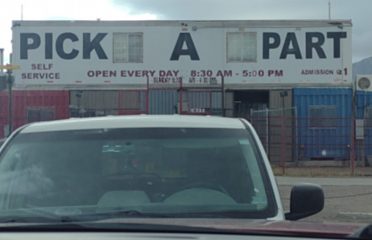 PICK A PART
SELF
SERVICE
OPEN EVERY DAY 8:30 AM - 5:00 PM
ADMISSION $1